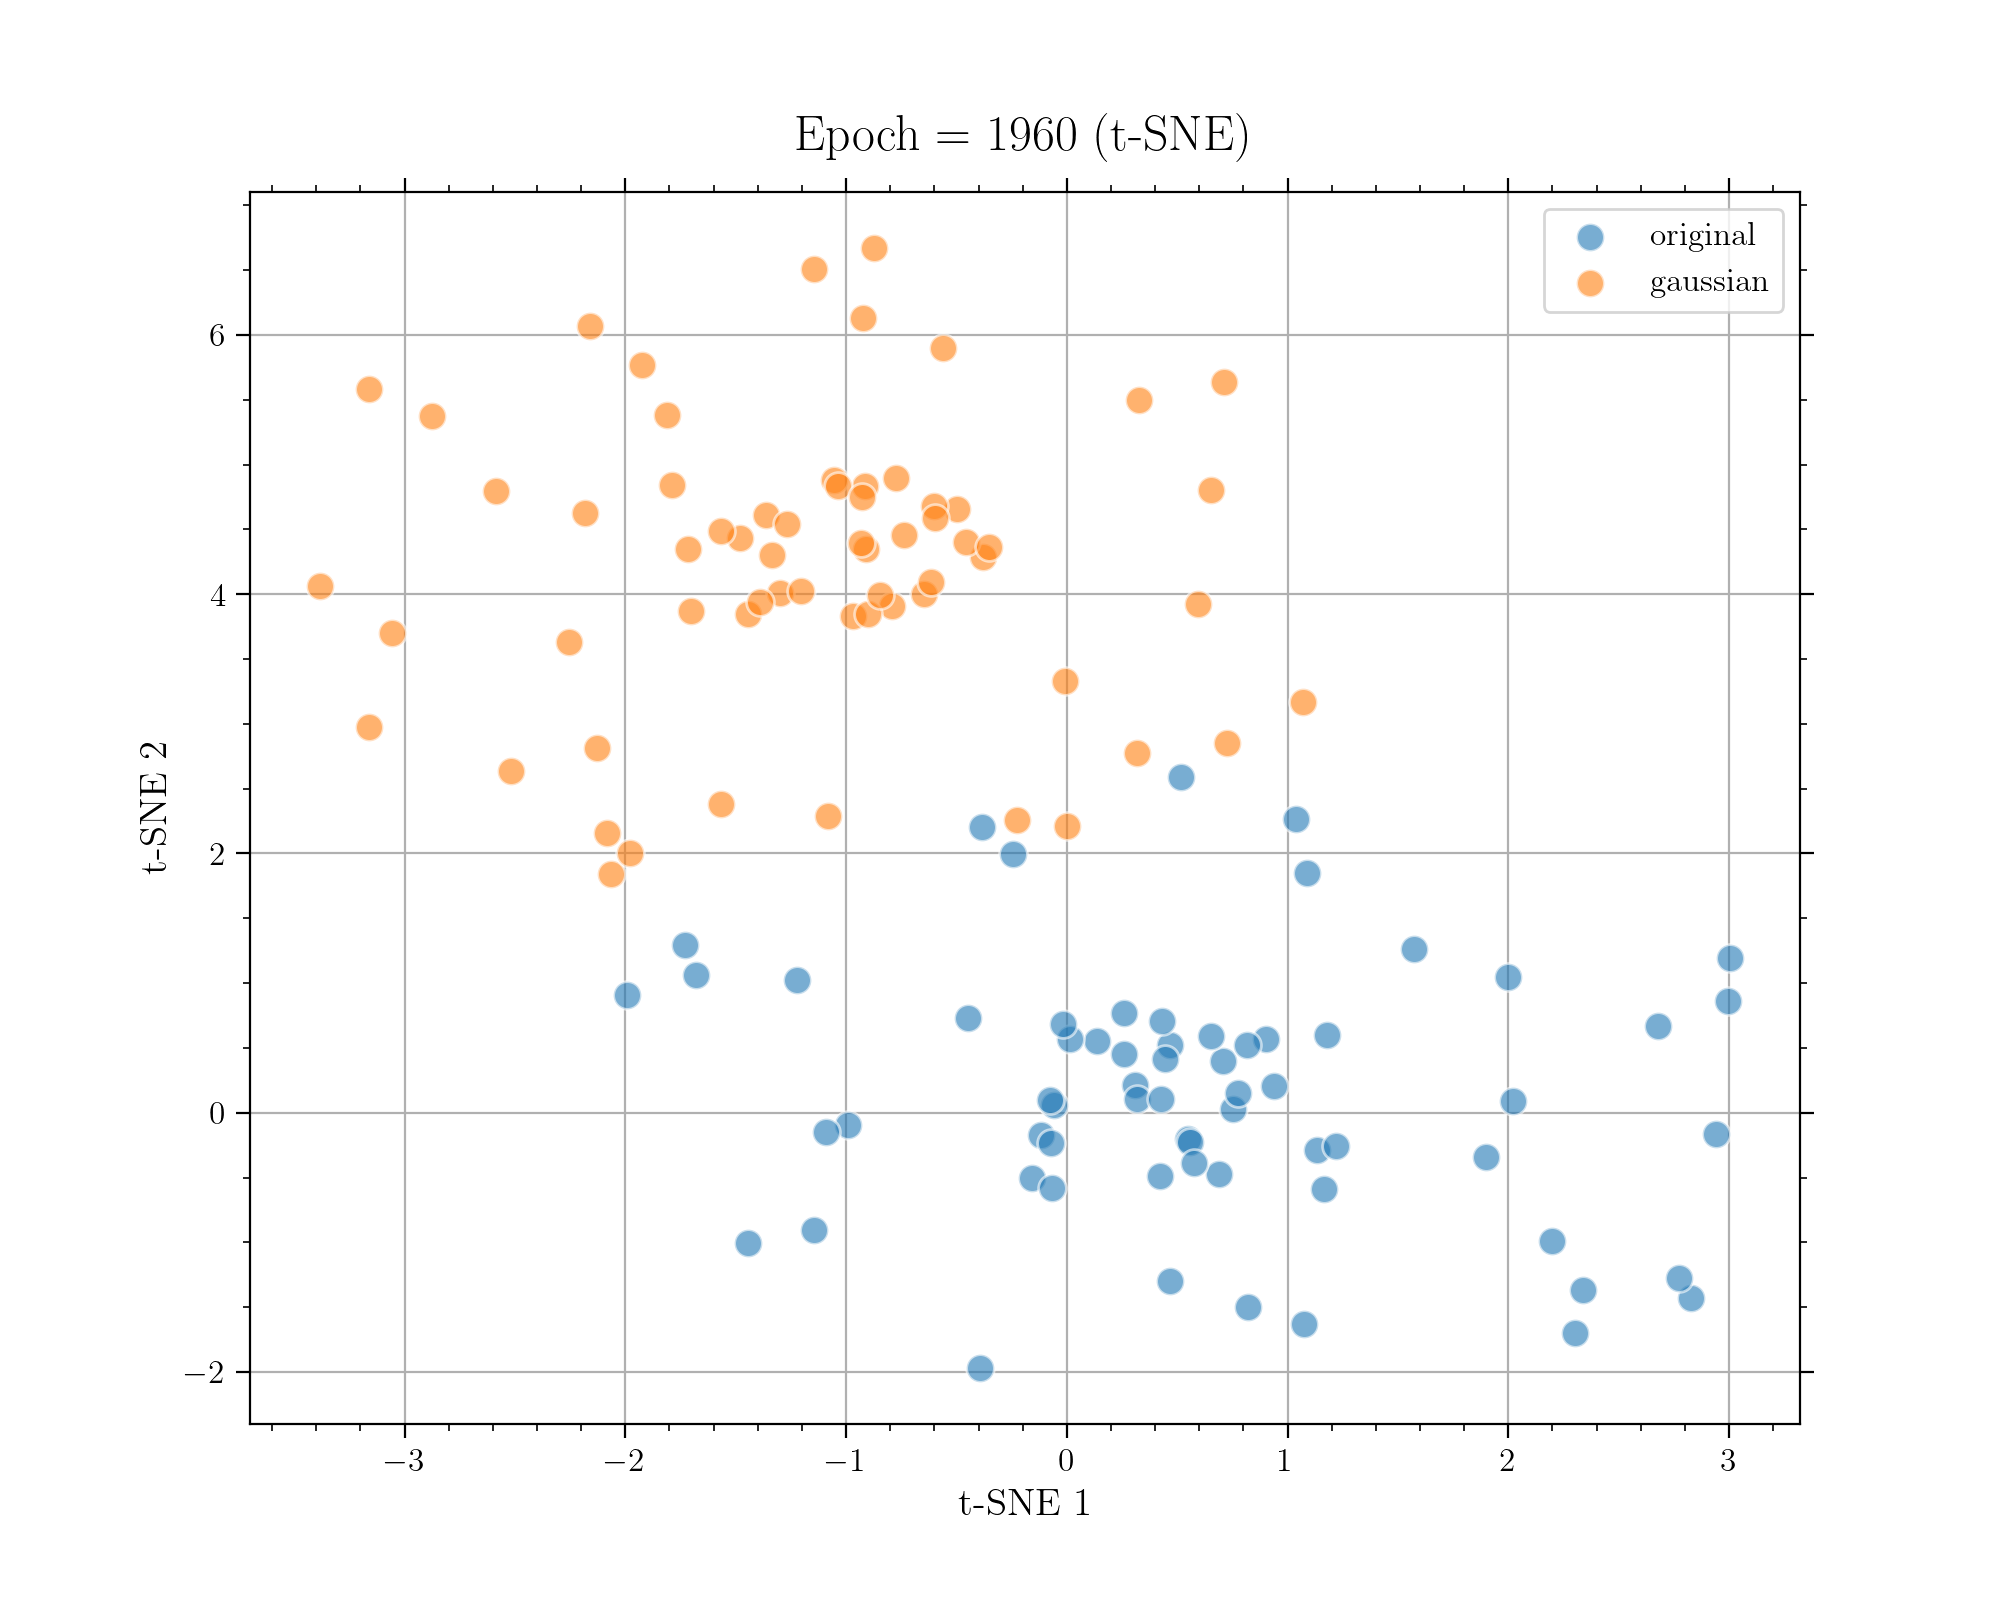 Epoch = 1960 (t-SNE)
original
gaussian
6
4
2
0
−2
t-SNE 2
−3
−2
−1
0
1
2
3
t-SNE 1